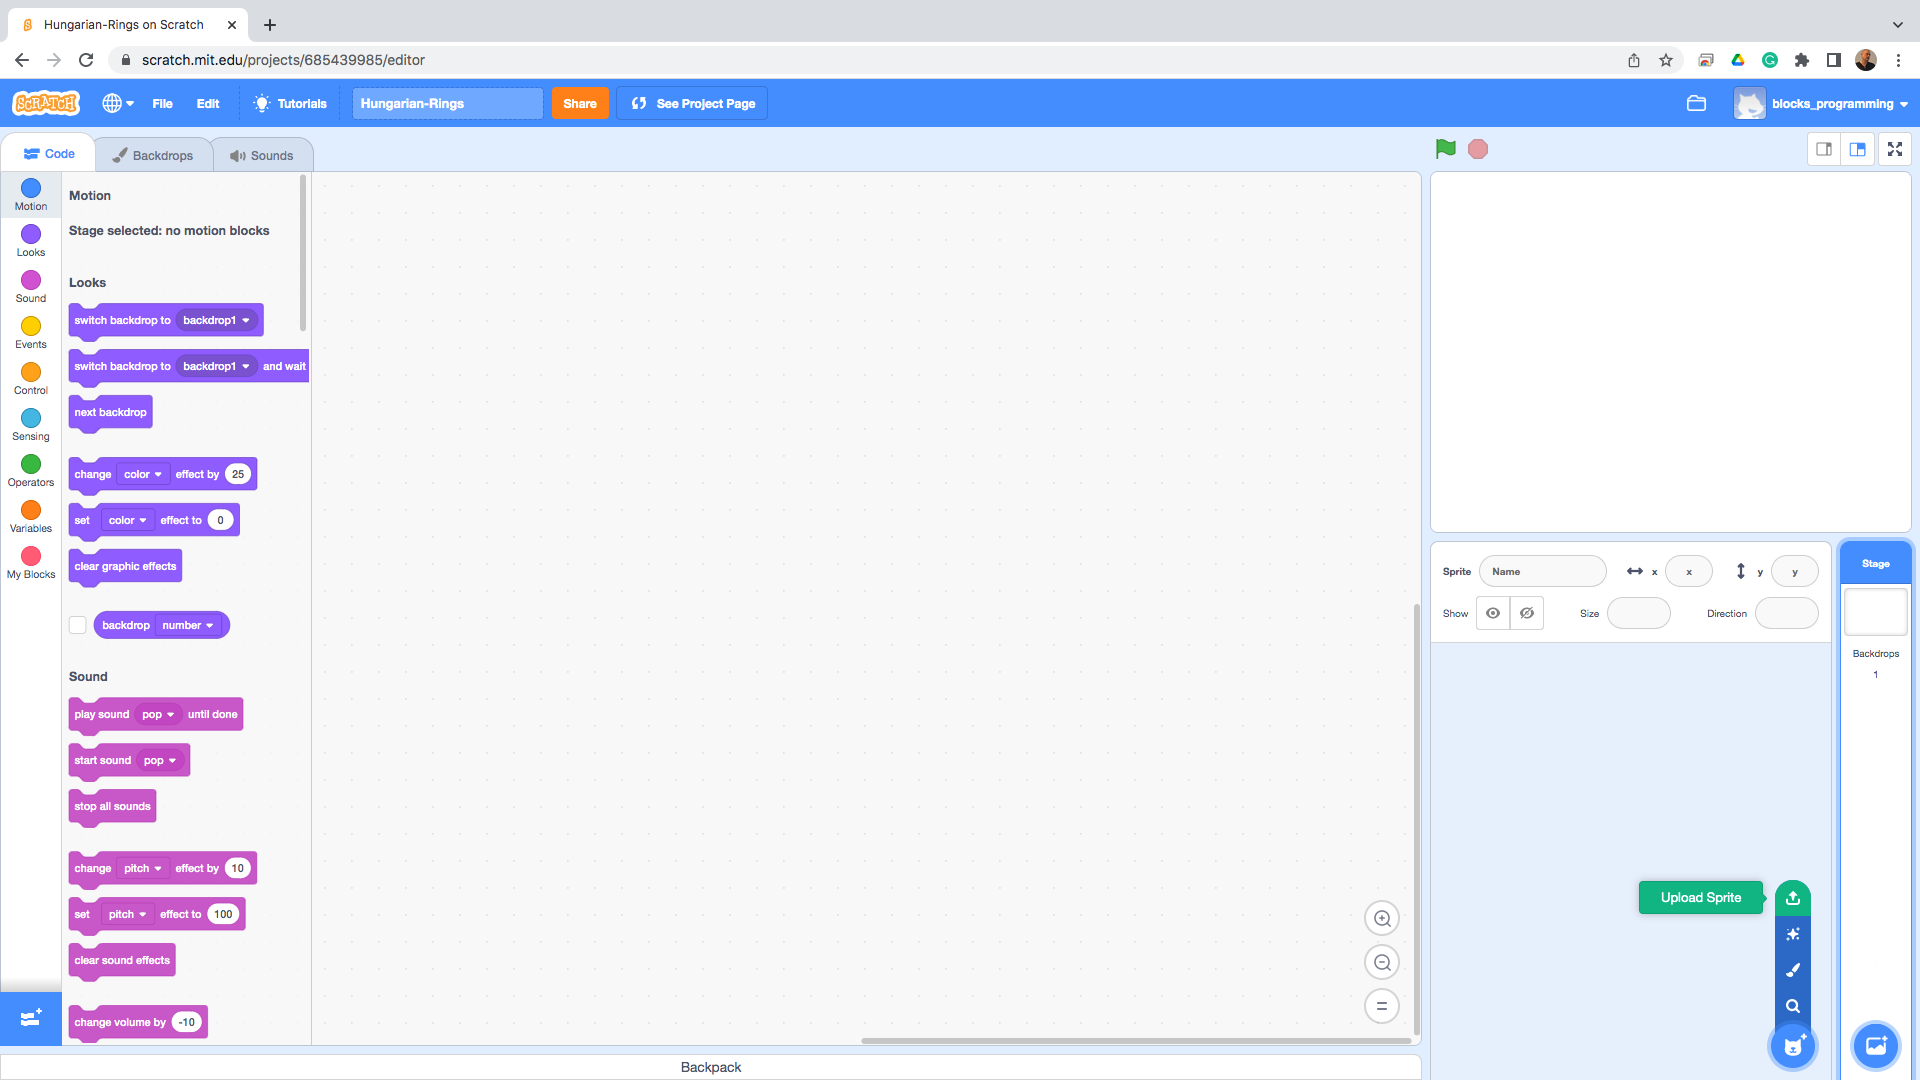 Hungarian-Rings on Scratch
scratch.mit.edu/projects/685439985/editor
SCRATCH File Edit Tutorials Hungarian-Rings Share See Project Page blocks_programming
Code Backdrops Sounds
Motion
Looks
Sound
Events
Control
Sensing
Operators
Variables
My Blocks
Motion
Stage selected: no motion blocks
Looks
switch backdrop to backdrop1
switch backdrop to backdrop1 and wait
next backdrop
change color effect by 25
set color effect to 0
clear graphic effects
backdrop number
Sound
play sound pop until done
start sound pop
stop all sounds
change pitch effect by 10
set pitch effect to 100
clear sound effects
change volume by -10
Backpack
Sprite Name x x y y
Show Size Direction
Stage
Backdrops
1
Upload Sprite